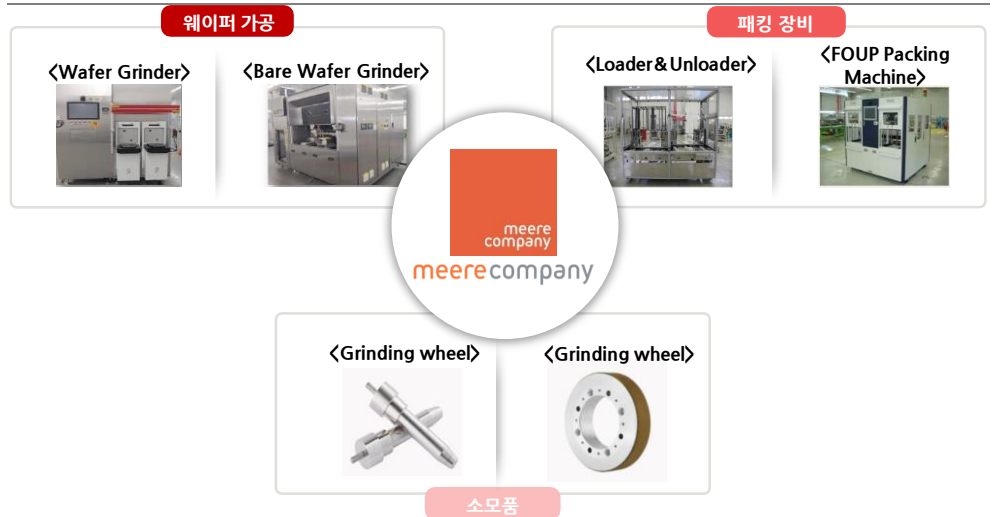 웨이퍼 가공
패킹 장비
<Wafer Grinder>
<Bare Wafer Grinder>
<Loader&Unloader>
<FOUP Packing
Machine>
meere
company
meerecompany
<Grinding wheel>
<Grinding wheel>
소모품